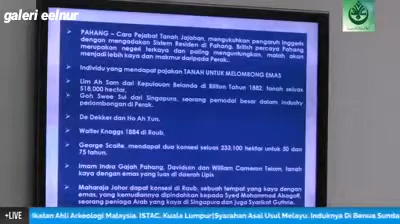 galeri eelnur
PAHANG – Cara Pejabat Tanah Jajahan, mengukuhkan pengaruh Inggeris
dengan mengadakan Sistem Residen di Pahang. British percaya Pahang
merupakan negeri terkaya dan paling menguntungkan, malah akan
menjadi lebih kaya dan makmur daripada Perak.
Individu yang mendapat pajakan TANAH UNTUK MELOMBONG EMAS
Lim Ah Sam dari Kepulauan Belanda di Billiton Tahun 1882, tanah seluas
518,000 hektar.
Goh Swee Sui dari Singapura, seorang pemodal besar dalam industry
perlombongan di Perak.
De Dekker dan Ho Ah Yun.
Walter Knaggs 1884 di Raub.
George Scaife, mendapat dua konsesi seluas 233,100 hektar untuk 50 dan
75 tahun.
Imam Indra Gajah Pahang, Davidsen dan William Cameron Teksm, tanah
kaya dengan emas yang luas di daerah Lipis
Maharaja Johor dapat konsesi di Raub, sebuah tempat yang kaya dengan
emas, yang kemudiannya dipindahkan kepada Syed Mohammed Alsagoff,
seorang peniaga Arab yang kaya di Singapura dan juga Syarikat Guthrie.
LIVE
Ikatan Ahli Arkeologi Malaysia. ISTAC, Kuala Lumpur|Syarahan Asal Usul Melayu. Induknya Di Benua Sunda